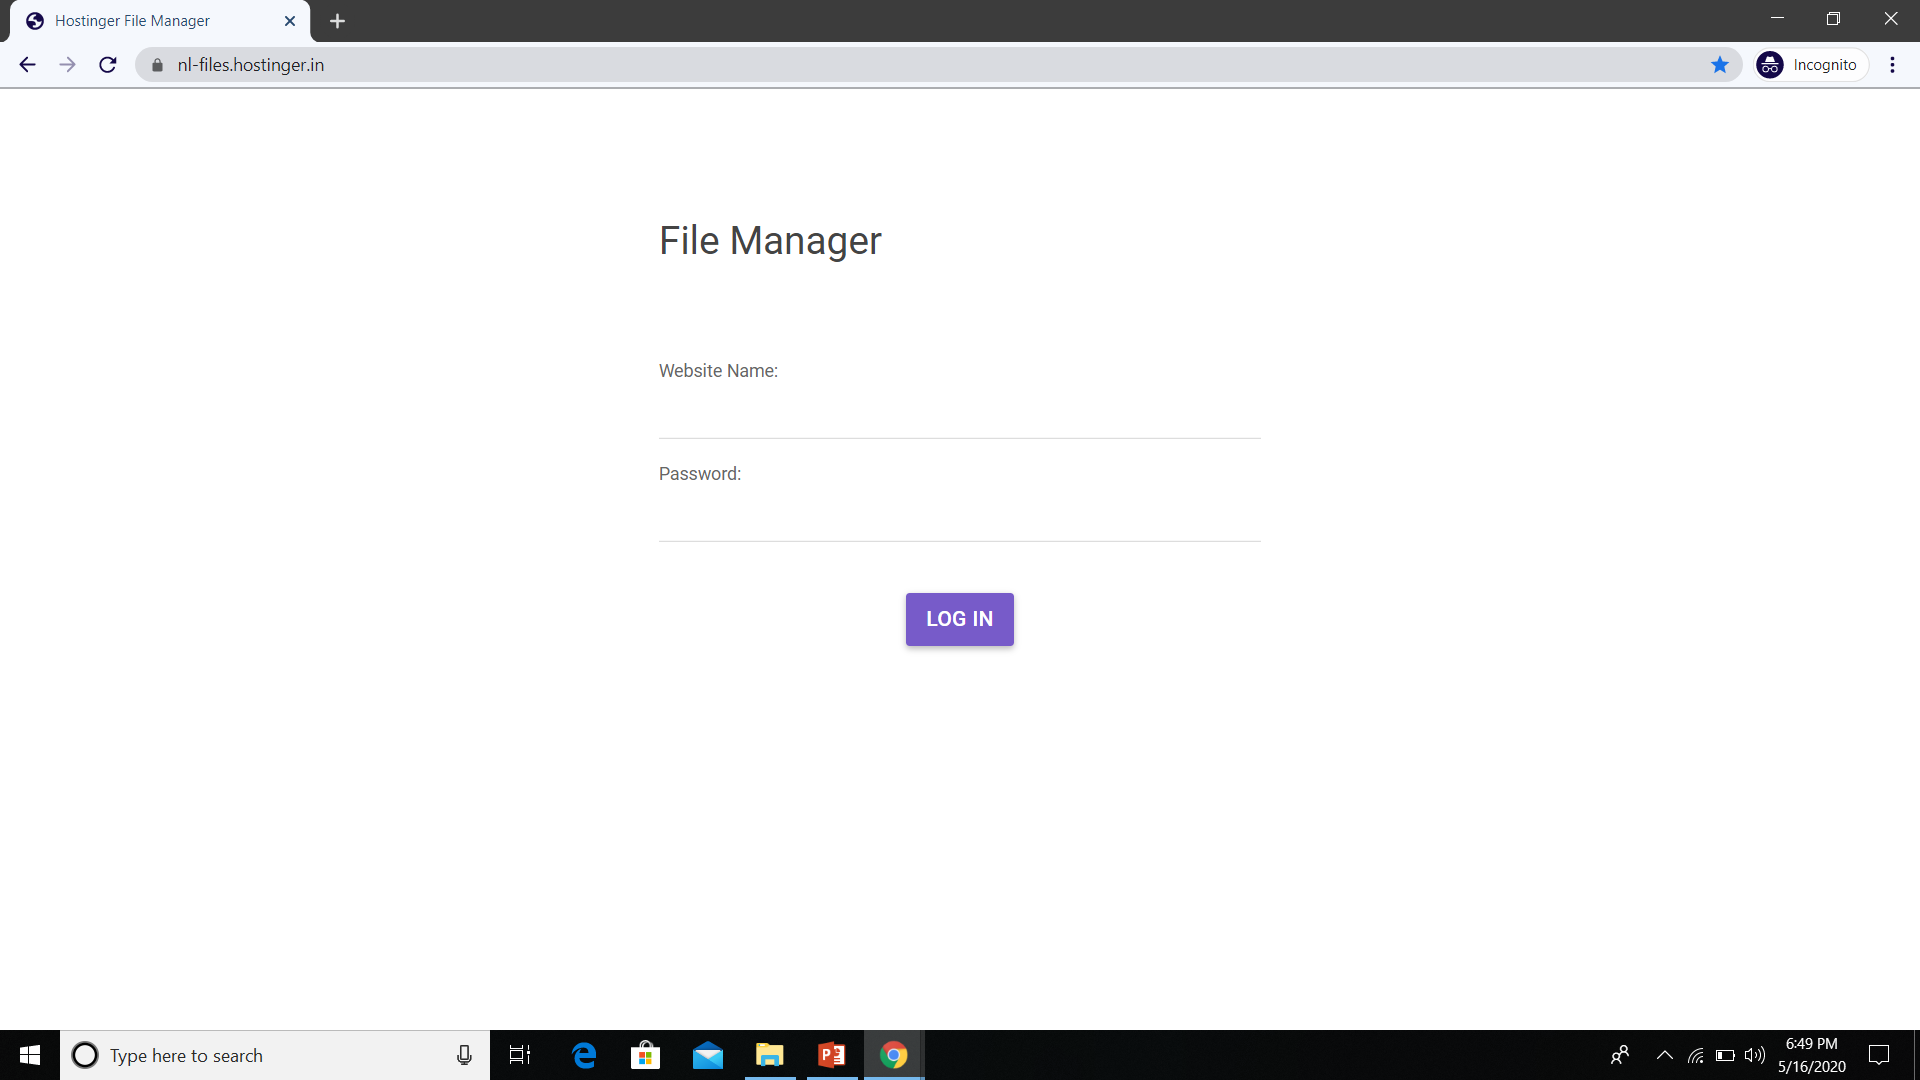 Hostinger File Manager
nl-files.hostinger.in
Incognito
File Manager
Website Name:
Password:
LOG IN
Type here to search
6:49 PM
5/16/2020